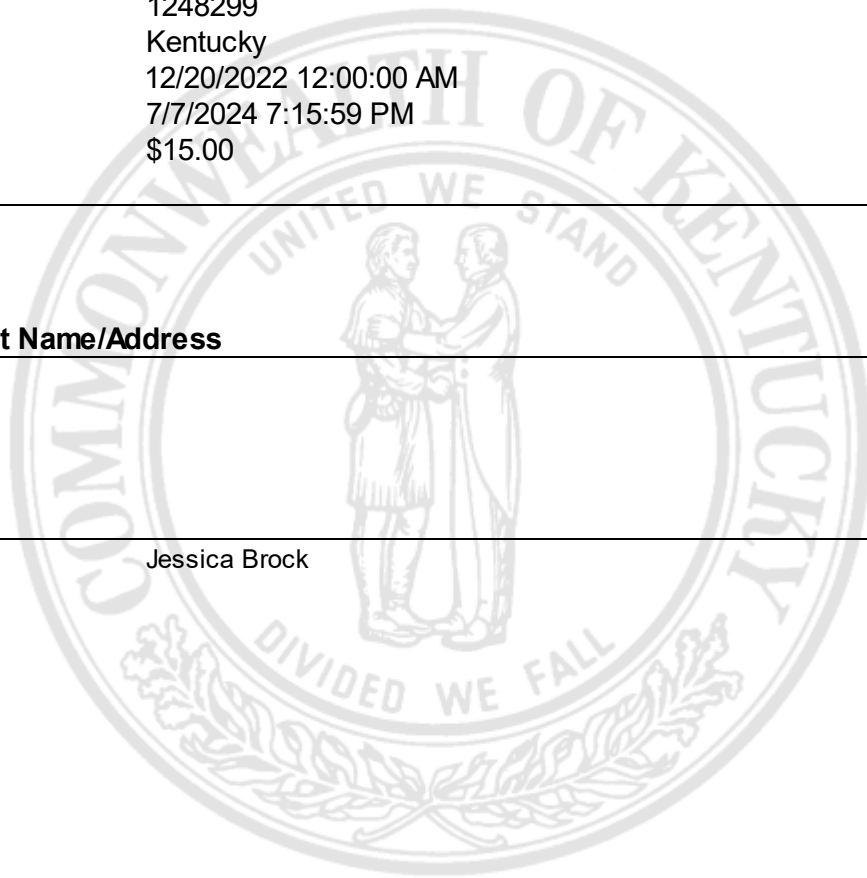 1248299
Kentucky
12/20/2022 12:00:00 AM
7/7/2024 7:15:59 PM
$15.00
t Name/Address
Jessica Brock
COMMONWEALTH OF KENTUCKY
UNITED WE STAND
DIVIDED WE FALL